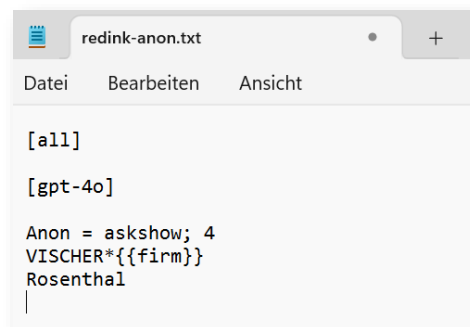 redink-anon.txt
Datei Bearbeiten Ansicht
[all]
[gpt-4o]
Anon = askshow; 4
VISCHER*{{firm}}
Rosenthal